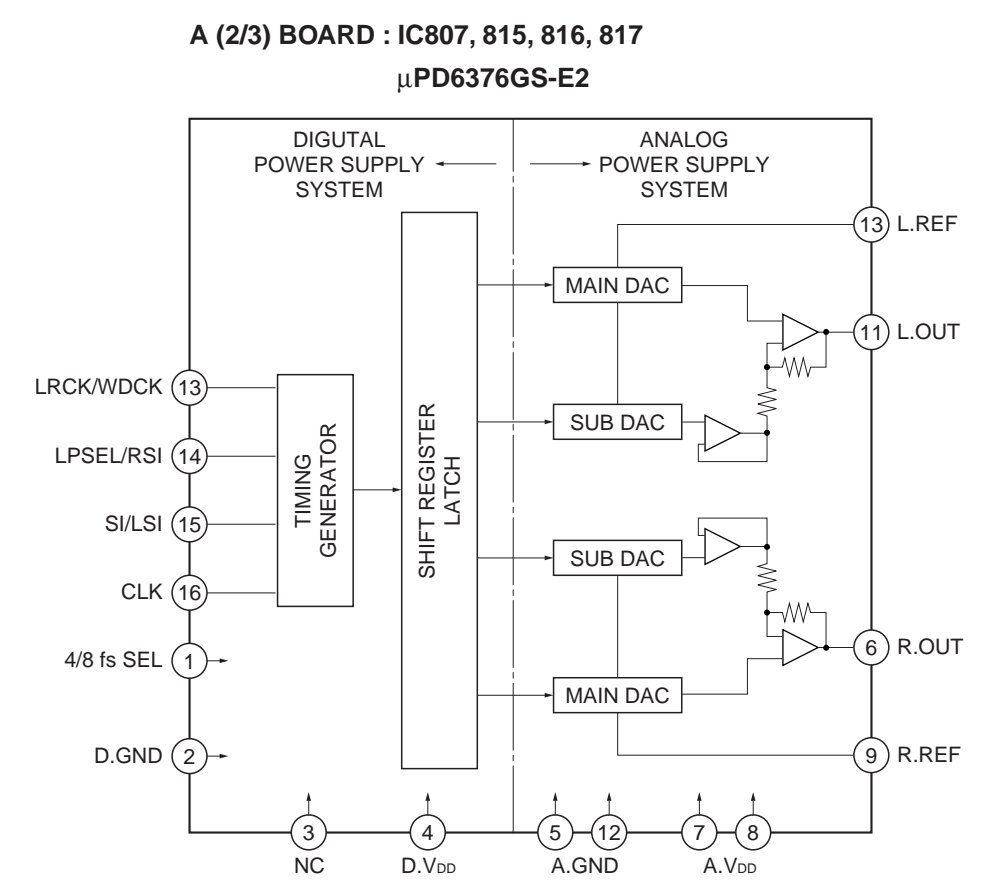 A (2/3) BOARD : IC807, 815, 816, 817
µPD6376GS-E2
DIGUTAL
POWER SUPPLY
SYSTEM
ANALOG
POWER SUPPLY
SYSTEM
13 L.REF
MAIN DAC
11 L.OUT
LRCK/WDCK 13
SUB DAC
LPSEL/RSI 14
TIMING
GENERATOR
SHIFT REGISTER
LATCH
SI/LSI 15
SUB DAC
CLK 16
4/8 fs SEL 1
6 R.OUT
MAIN DAC
D.GND 2
9 R.REF
3
4
5
12
7
8
NC
D.VDD
A.GND
A.VDD